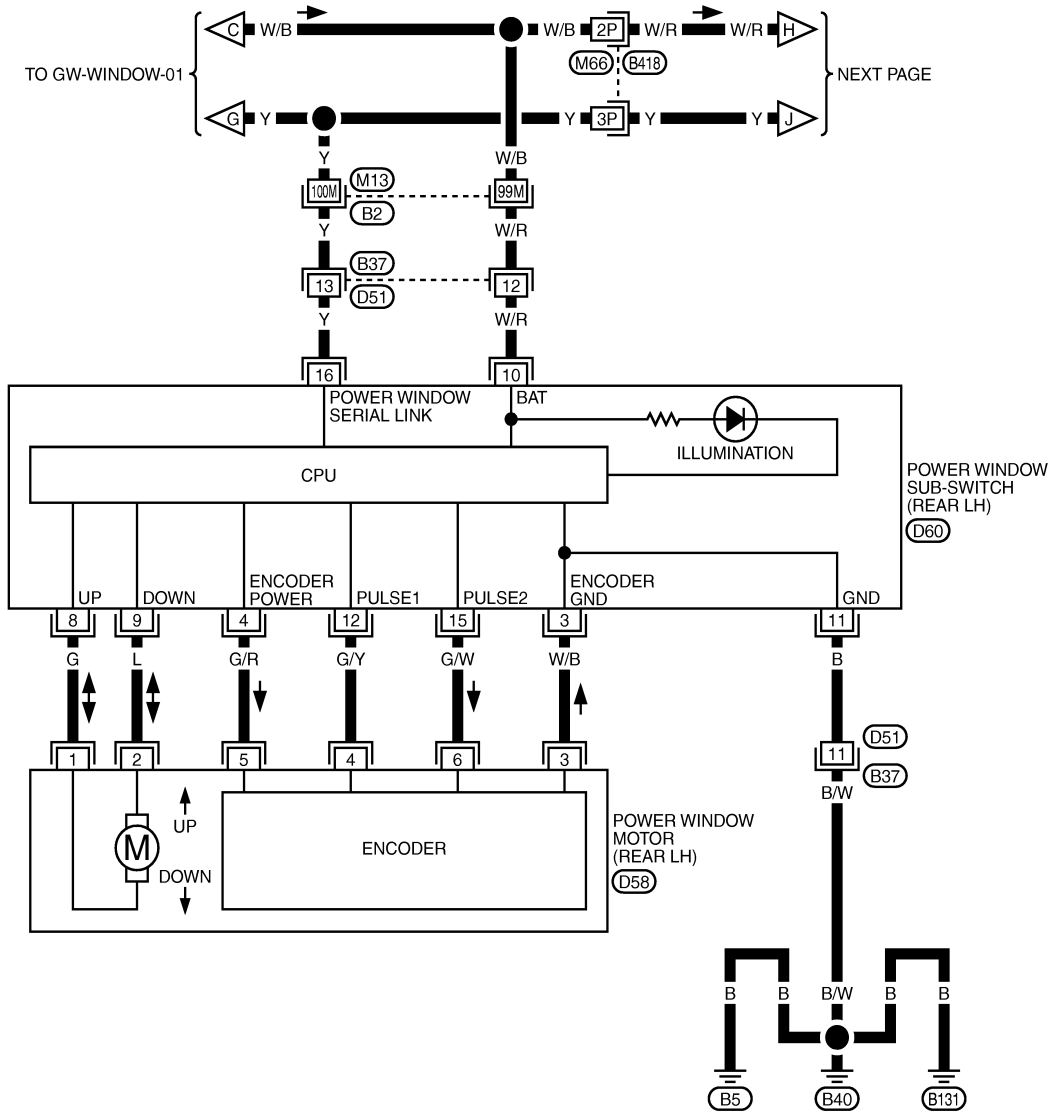 C W/B W/B 2P W/R W/R H
M66 B418
TO GW-WINDOW-01 NEXT PAGE
G Y Y 3P Y Y J
Y W/B
100M M13 99M
B2
Y W/R
B37
13 D51 12
Y W/R
16 10
POWER WINDOW
SERIAL LINK
BAT
ILLUMINATION
CPU
POWER WINDOW
SUB-SWITCH
(REAR LH)
D60
UP DOWN
ENCODER
POWER
PULSE1 PULSE2
ENCODER
GND
GND
8 9 4 12 15 3 11
G L G/R G/Y G/W W/B B
D51
1 2 5 4 6 3 11
B37
B/W
UP
M
DOWN
ENCODER
POWER WINDOW
MOTOR
(REAR LH)
D58
B B B/W B B
B5 B40 B131